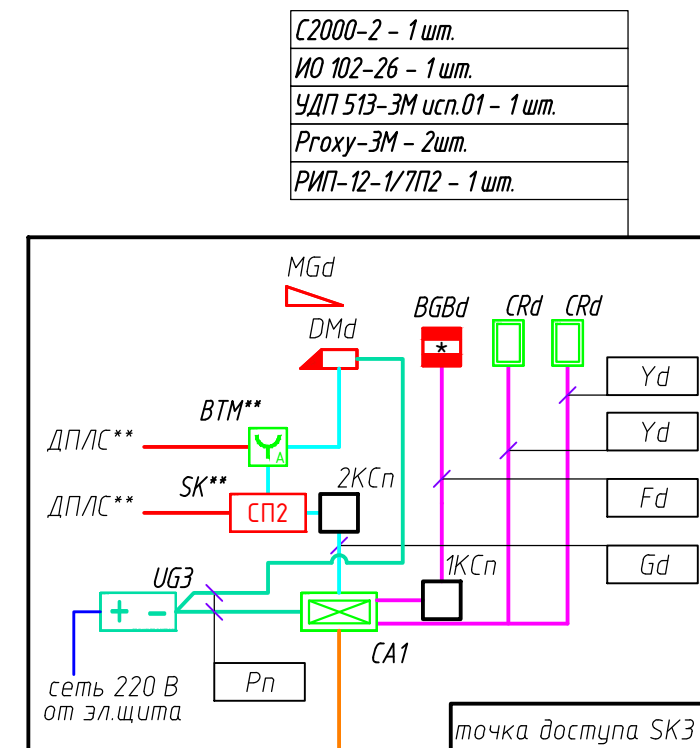 С2000-2 - 1 шт.
ИО 102-26 - 1 шт.
УДП 513-3М исп.01 - 1 шт.
Proxy-3М - 2шт.
РИП-12-1/7П2 - 1 шт.
MGd
DMd
BGBd
CRd
CRd
*
Yd
BTM**
ДПЛС**
A
Yd
SK**
2КСп
ДПЛС**
СП2
Fd
UG3
1КСп
Gd
+ -
CA1
Рп
сеть 220 В
от эл.щита
точка доступа SK3